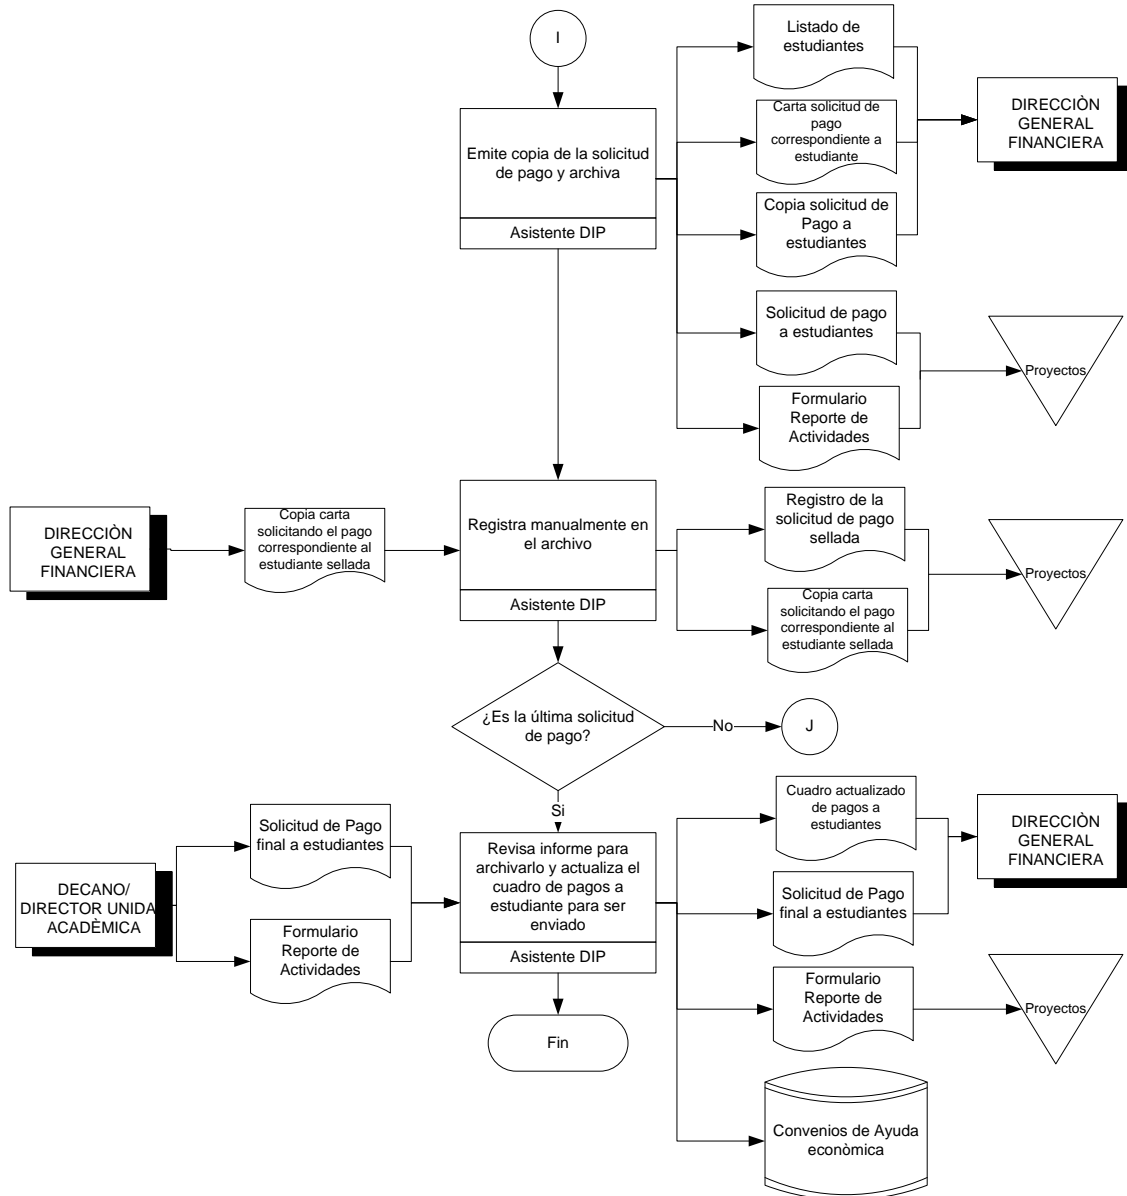 I
Listado de
estudiantes
DIRECCIÒN
GENERAL
FINANCIERA
Carta solicitud de
pago
correspondiente a
estudiante
Emite copia de la solicitud
de pago y archiva
Asistente DIP
Copia solicitud de
Pago a
estudiantes
Solicitud de pago
a estudiantes
Proyectos
Formulario
Reporte de
Actividades
DIRECCIÒN
GENERAL
FINANCIERA
Copia carta
solicitando el pago
correspondiente al
estudiante sellada
Registra manualmente en
el archivo
Asistente DIP
Registro de la
solicitud de pago
sellada
Proyectos
Copia carta
solicitando el pago
correspondiente al
estudiante sellada
¿Es la última solicitud
de pago?
No
J
Si
Solicitud de Pago
final a estudiantes
DECANO/
DIRECTOR UNIDA
ACADÈMICA
Formulario
Reporte de
Actividades
Revisa informe para
archivarlo y actualiza el
cuadro de pagos a
estudiante para ser
enviado
Asistente DIP
Cuadro actualizado
de pagos a
estudiantes
DIRECCIÒN
GENERAL
FINANCIERA
Solicitud de Pago
final a estudiantes
Formulario
Reporte de
Actividades
Proyectos
Fin
Convenios de Ayuda
econòmica